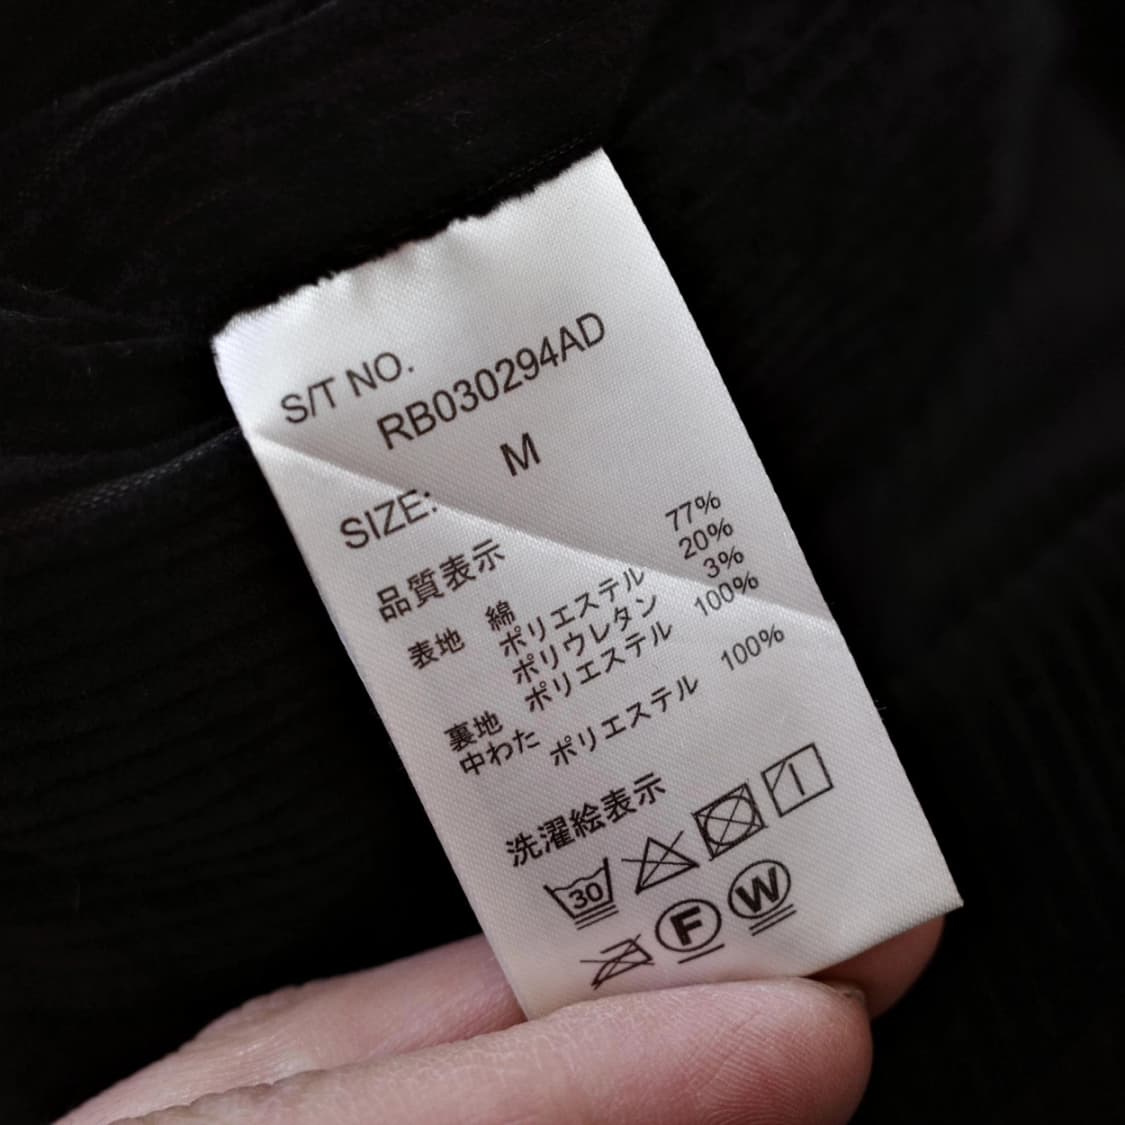 S/T NO.
RB030294AD
SIZE: M
品質表示
表地 綿 77%
ポリエステル 20%
ポリウレタン 3%
裏地 ポリエステル 100%
中わた ポリエステル 100%
洗濯絵表示
30
F W